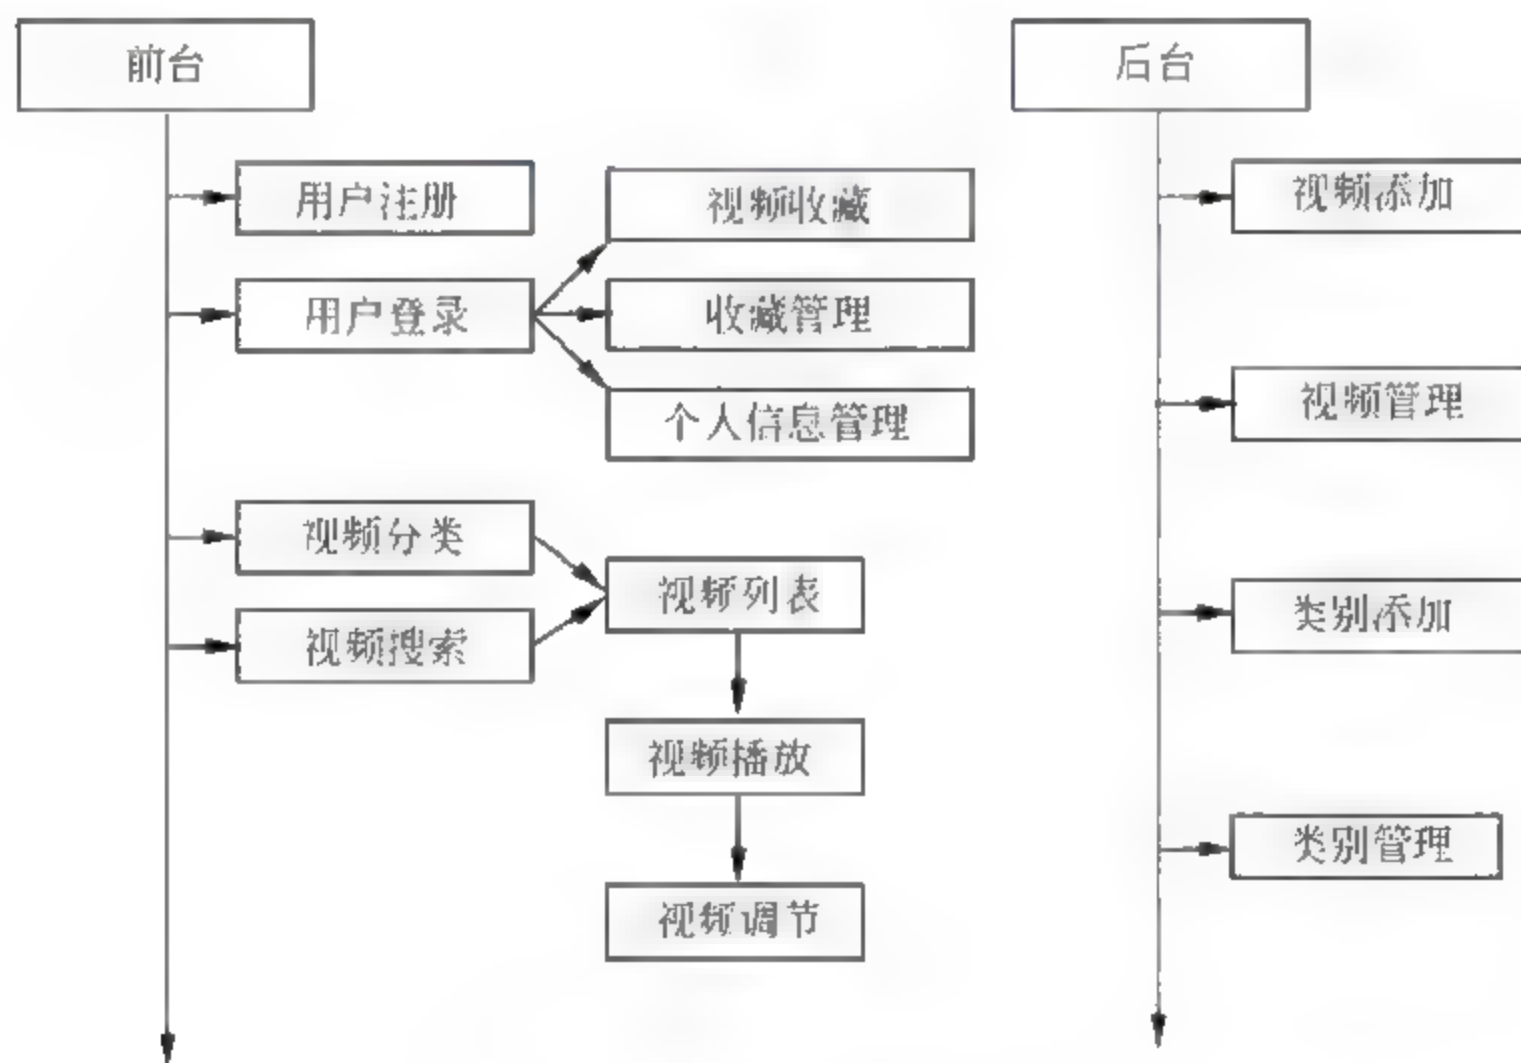 前台
用户注册
用户登录
视频收藏
收藏管理
个人信息管理
视频分类
视频搜索
视频列表
视频播放
视频调节
后台
视频添加
视频管理
类别添加
类别管理